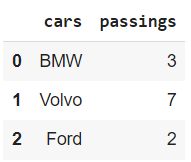 cars passings
0 BMW 3
1 Volvo 7
2 Ford 2